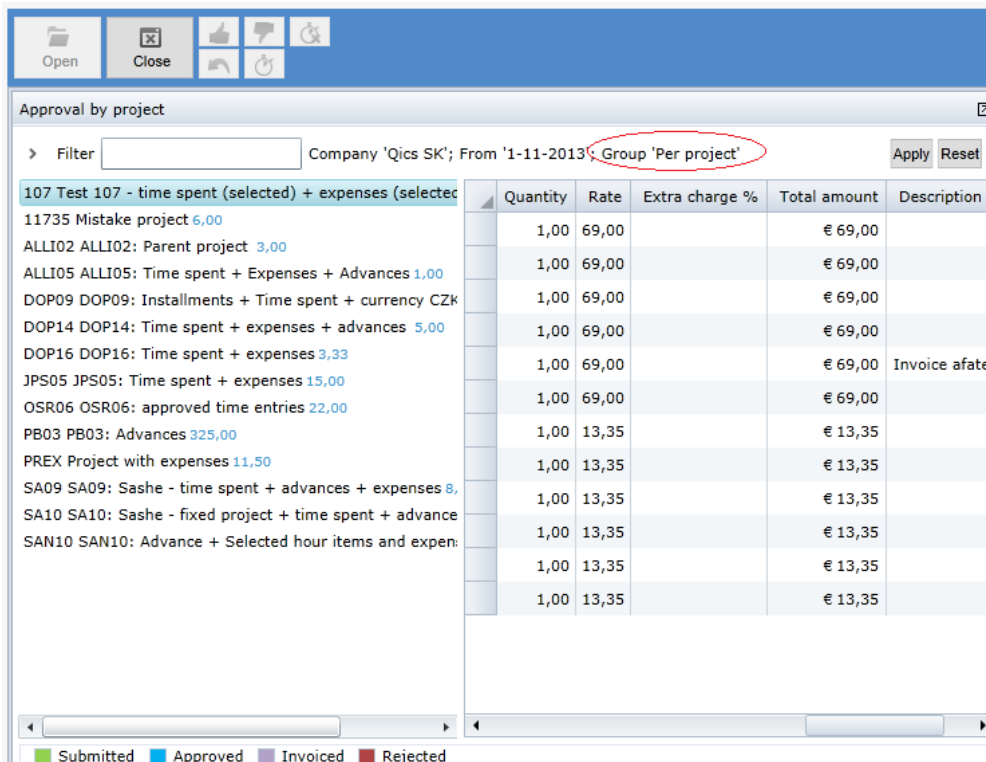 Open
Close
Approval by project
Filter
Company 'Qics SK'; From '1-11-2013'; Group 'Per project'
Apply
Reset
107 Test 107 - time spent (selected) + expenses (selected
11735 Mistake project 6,00
ALLI02 ALLI02: Parent project 3,00
ALLI05 ALLI05: Time spent + Expenses + Advances 1,00
DOP09 DOP09: Installments + Time spent + currency CZK
DOP14 DOP14: Time spent + expenses + advances 5,00
DOP16 DOP16: Time spent + expenses 3,33
JPS05 JPS05: Time spent + expenses 15,00
OSR06 OSR06: approved time entries 22,00
PB03 PB03: Advances 325,00
PREX Project with expenses 11,50
SA09 SA09: Sashe - time spent + advances + expenses 8,
SA10 SA10: Sashe - fixed project + time spent + advance
SAN10 SAN10: Advance + Selected hour items and expen
Quantity Rate Extra charge % Total amount Description
1,00 69,00 € 69,00
1,00 69,00 € 69,00
1,00 69,00 € 69,00
1,00 69,00 € 69,00
1,00 69,00 € 69,00 Invoice afate
1,00 69,00 € 69,00
1,00 13,35 € 13,35
1,00 13,35 € 13,35
1,00 13,35 € 13,35
1,00 13,35 € 13,35
1,00 13,35 € 13,35
1,00 13,35 € 13,35
Submitted Approved Invoiced Rejected